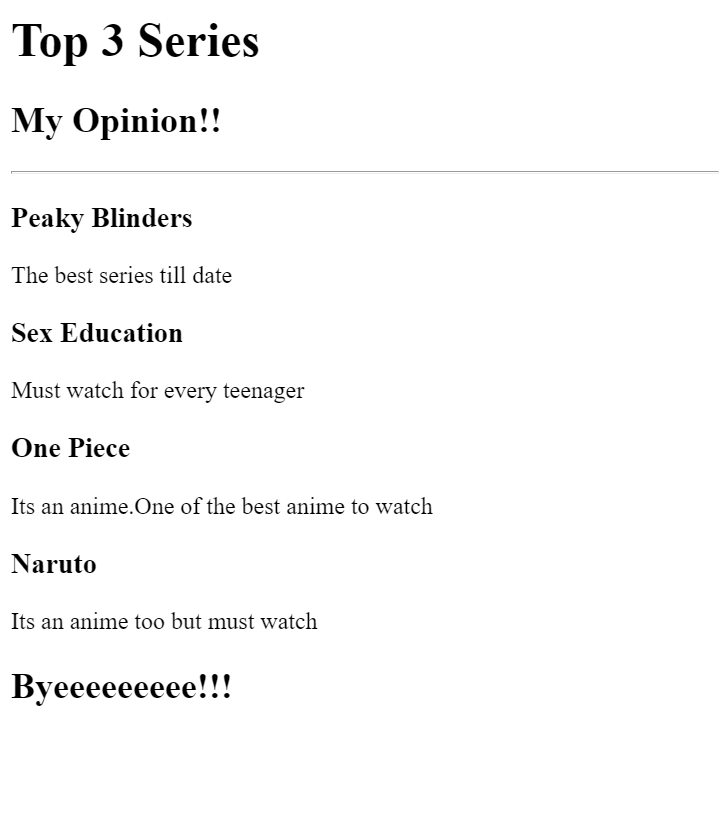 Top 3 Series
My Opinion!!
Peaky Blinders
The best series till date
Sex Education
Must watch for every teenager
One Piece
Its an anime.One of the best anime to watch
Naruto
Its an anime too but must watch
Byeeeeeeeee!!!